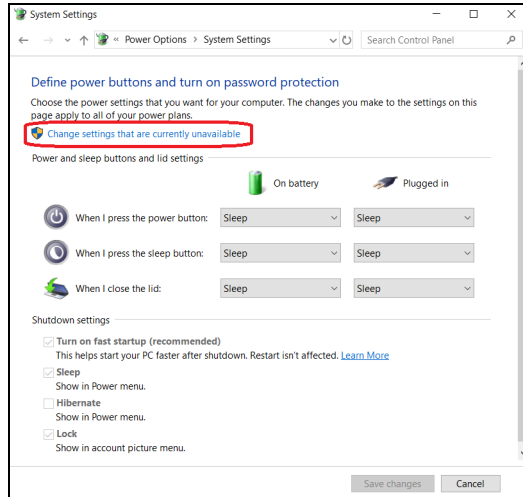 System Settings
« Power Options > System Settings
Search Control Panel
Define power buttons and turn on password protection
Choose the power settings that you want for your computer. The changes you make to the settings on this
page apply to all of your power plans.
Change settings that are currently unavailable
Power and sleep buttons and lid settings
On battery Plugged in
When I press the power button: Sleep Sleep
When I press the sleep button: Sleep Sleep
When I close the lid: Sleep Sleep
Shutdown settings
Turn on fast startup (recommended)
This helps start your PC faster after shutdown. Restart isn't affected. Learn More
Sleep
Show in Power menu.
Hibernate
Show in Power menu.
Lock
Show in account picture menu.
Save changes Cancel